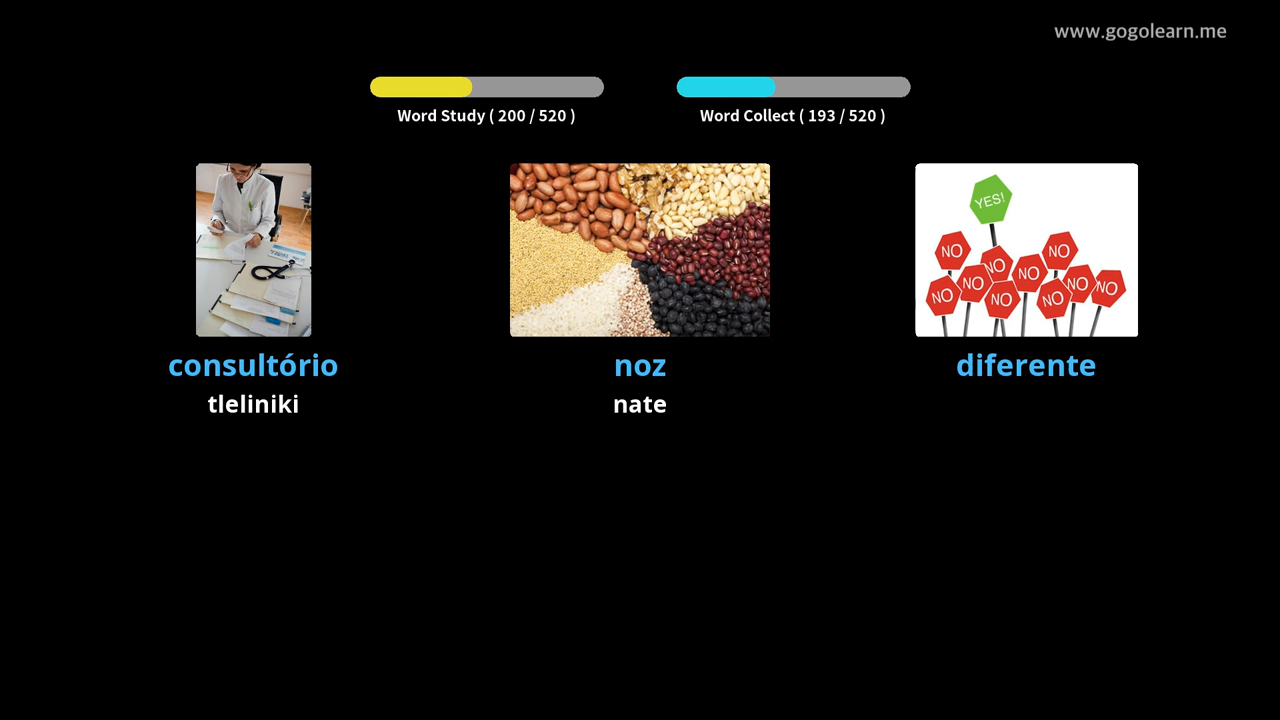 www.gogolearn.me
Word Study ( 200 / 520 )
Word Collect ( 193 / 520 )
YES!
NO
NO
NO
NO
NO
NO
NO
NO
NO
NO
consultório
noz
diferente
tleliniki
nate